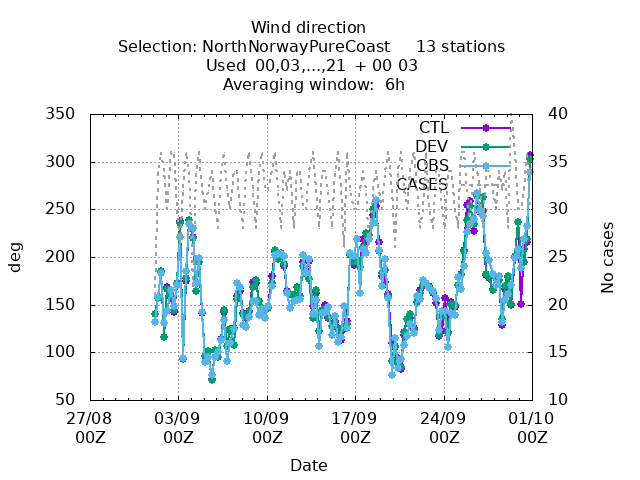 Wind direction
Selection: NorthNorwayPureCoast 13 stations
Used 00,03,...,21 + 00 03
Averaging window: 6h
350 40
CTL
DEV
300 35
OBS
CASES
250 30
deg
No cases
200 25
150 20
100 15
50 10
27/08 03/09 10/09 17/09 24/09 01/10
00Z 00Z 00Z 00Z 00Z 00Z
Date